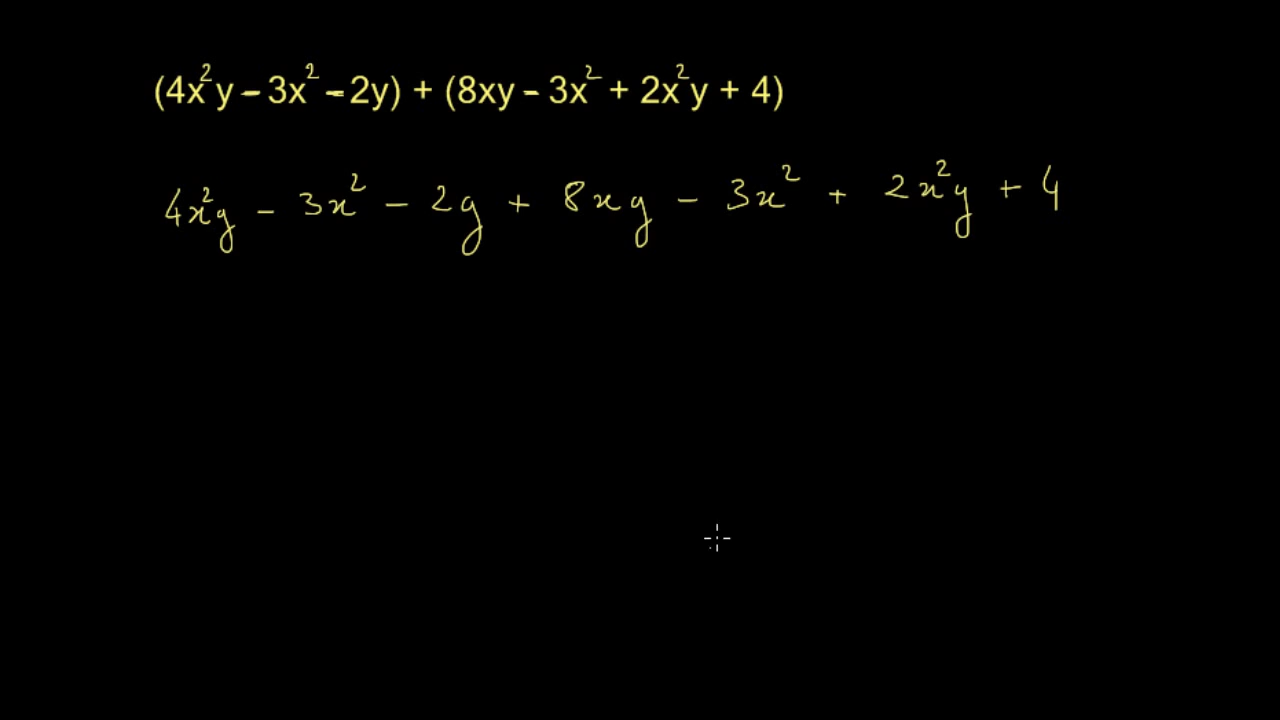 (4x²y – 3x² – 2y) + (8xy – 3x² + 2x²y + 4)
4x²y – 3x² – 2y + 8xy – 3x² + 2x²y + 4